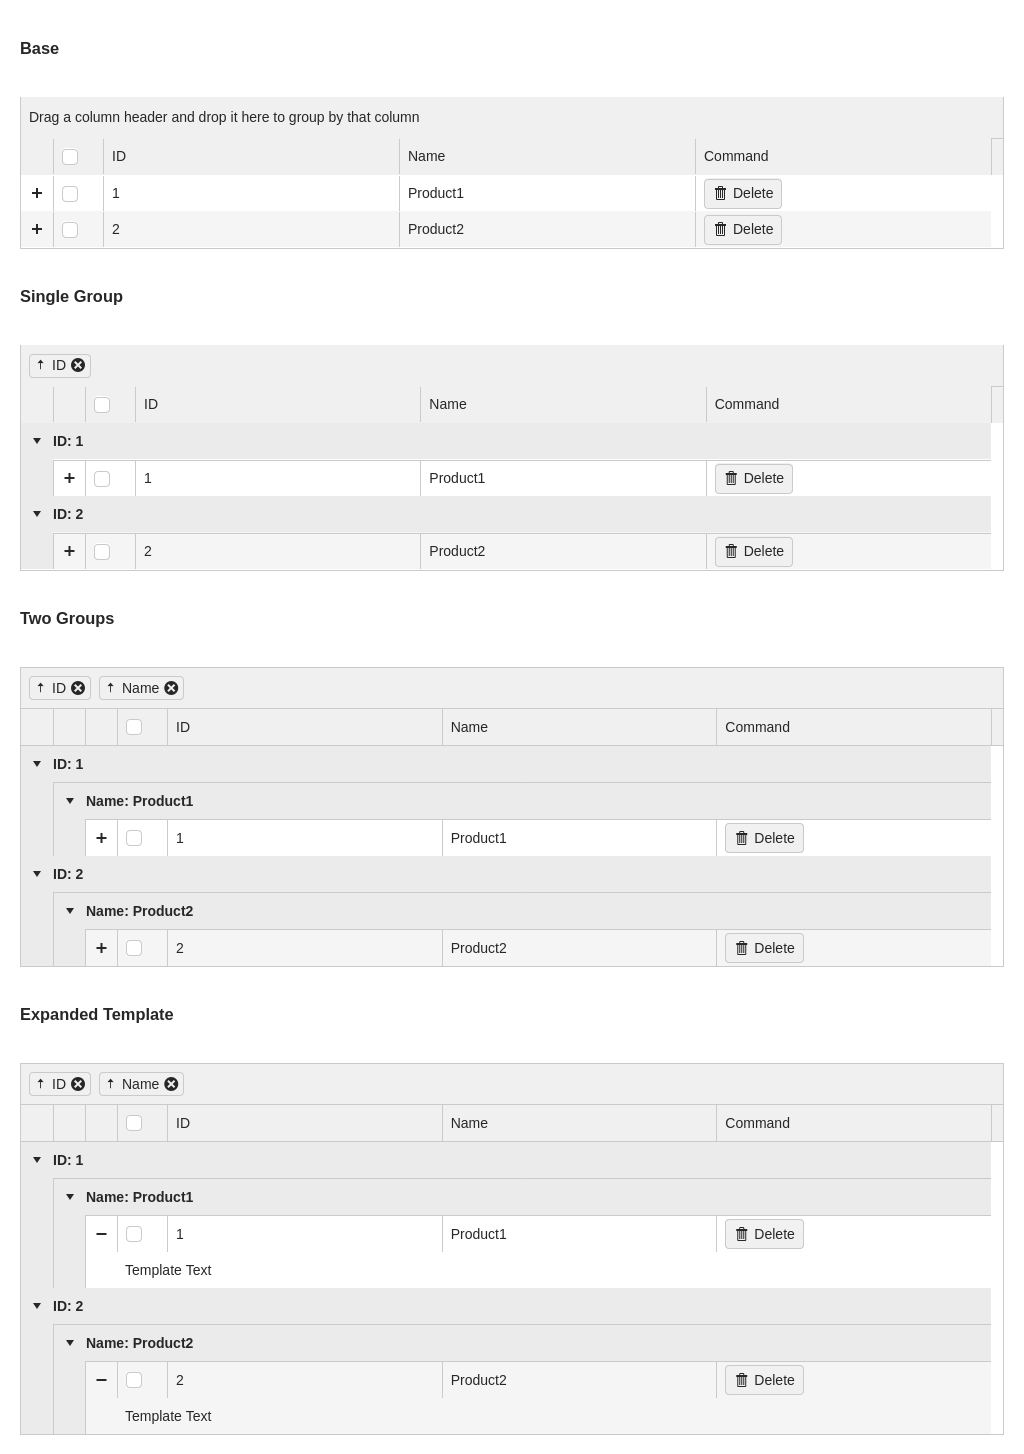 Base
Drag a column header and drop it here to group by that column
ID Name Command
1 Product1 Delete
2 Product2 Delete
Single Group
ID
ID Name Command
ID: 1
1 Product1 Delete
ID: 2
2 Product2 Delete
Two Groups
ID Name
ID Name Command
ID: 1
Name: Product1
1 Product1 Delete
ID: 2
Name: Product2
2 Product2 Delete
Expanded Template
ID Name
ID Name Command
ID: 1
Name: Product1
1 Product1 Delete
Template Text
ID: 2
Name: Product2
2 Product2 Delete
Template Text